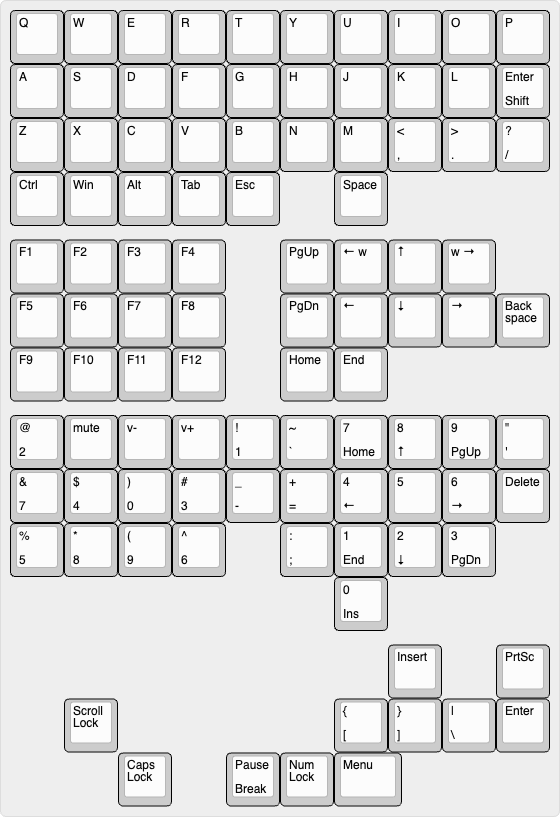 Q W E R T Y U I O P
A S D F G H J K L Enter
Shift
Z X C V B N M < > ?
, . /
Ctrl Win Alt Tab Esc Space
F1 F2 F3 F4 PgUp ← w ↑ w →
F5 F6 F7 F8 PgDn ← ↓ → Back
space
F9 F10 F11 F12 Home End
@ mute v- v+ ! ~ 7 8 9 "
2 1 ` Home ↑ PgUp '
& $ ) # _ + 4 5 6 Delete
7 4 0 3 - = ← →
% * ( ^ : 1 2 3
5 8 9 6 ; End ↓ PgDn
0
Ins
Insert PrtSc
Scroll { } | Enter
Lock
[ ] \
Caps Pause Num Menu
Lock Lock
Break